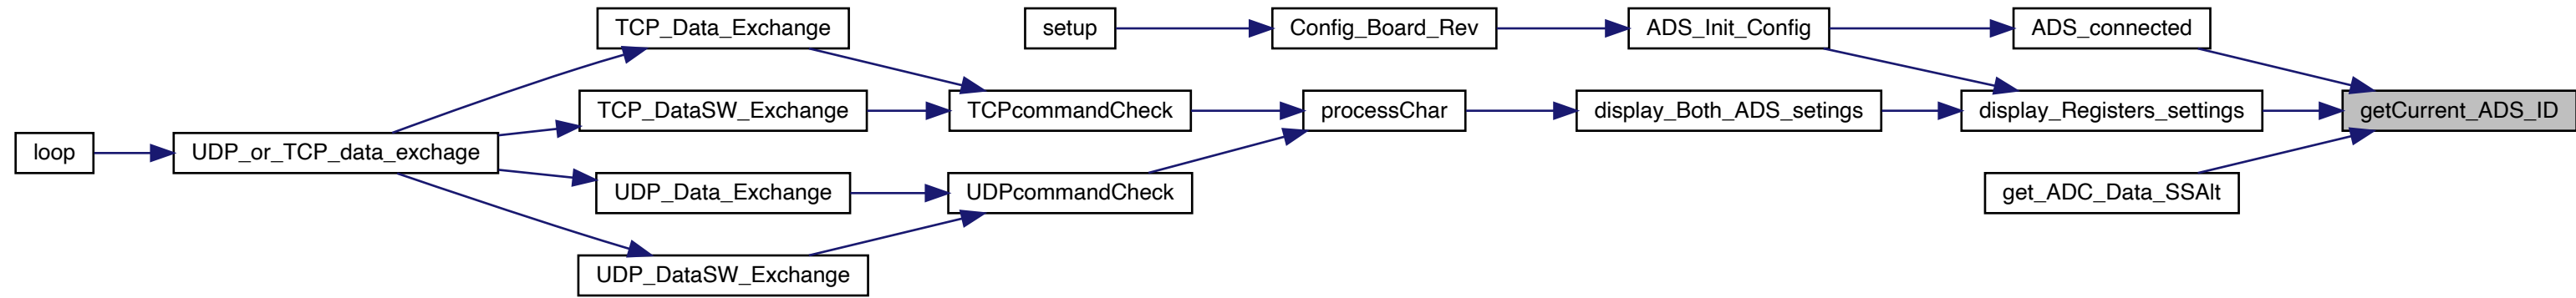 TCP_Data_Exchange
setup
Config_Board_Rev
ADS_Init_Config
ADS_connected
TCP_DataSW_Exchange
TCPcommandCheck
processChar
display_Both_ADS_setings
display_Registers_settings
getCurrent_ADS_ID
loop
UDP_or_TCP_data_exchage
UDP_Data_Exchange
UDPcommandCheck
get_ADC_Data_SSAlt
UDP_DataSW_Exchange